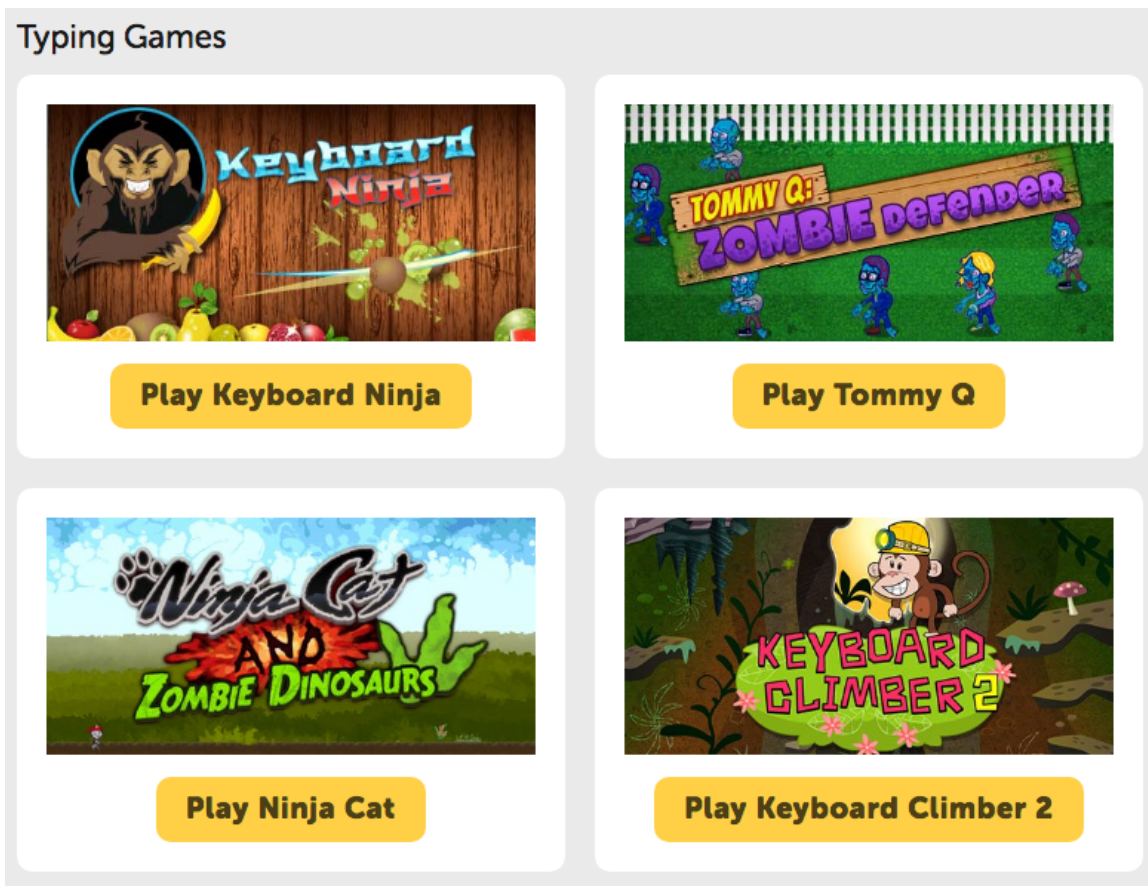 Typing Games
Keyboard
Ninja
TOMMY Q:
ZOMBIE DEFENDER
Play Keyboard Ninja
Play Tommy Q
Ninja Cat
AND
ZOMBIE DINOSAURS
KEYBOARD
CLIMBER 2
Play Ninja Cat
Play Keyboard Climber 2